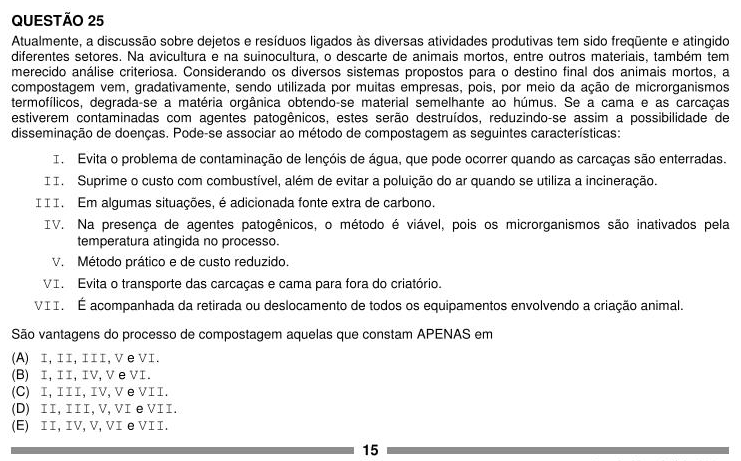 QUESTÃO 25
Atualmente, a discussão sobre dejetos e resíduos ligados às diversas atividades produtivas tem sido freqüente e atingido
diferentes setores. Na avicultura e na suinocultura, o descarte de animais mortos, entre outros materiais, também tem
merecido análise criteriosa. Considerando os diversos sistemas propostos para o destino final dos animais mortos, a
compostagem vem, gradativamente, sendo utilizada por muitas empresas, pois, por meio da ação de microrganismos
termofílicos, degrada-se a matéria orgânica obtendo-se material semelhante ao húmus. Se a cama e as carcaças
estiverem contaminadas com agentes patogênicos, estes serão destruídos, reduzindo-se assim a possibilidade de
disseminação de doenças. Pode-se associar ao método de compostagem as seguintes características:
I. Evita o problema de contaminação de lençóis de água, que pode ocorrer quando as carcaças são enterradas.
II. Suprime o custo com combustível, além de evitar a poluição do ar quando se utiliza a incineração.
III. Em algumas situações, é adicionada fonte extra de carbono.
IV. Na presença de agentes patogênicos, o método é viável, pois os microrganismos são inativados pela
temperatura atingida no processo.
V. Método prático e de custo reduzido.
VI. Evita o transporte das carcaças e cama para fora do criatório.
VII. É acompanhada da retirada ou deslocamento de todos os equipamentos envolvendo a criação animal.
São vantagens do processo de compostagem aquelas que constam APENAS em
(A) I, II, III, V e VI.
(B) I, II, IV, V e VI.
(C) I, III, IV, V e VII.
(D) II, III, V, VI e VII.
(E) II, IV, V, VI e VII.
15